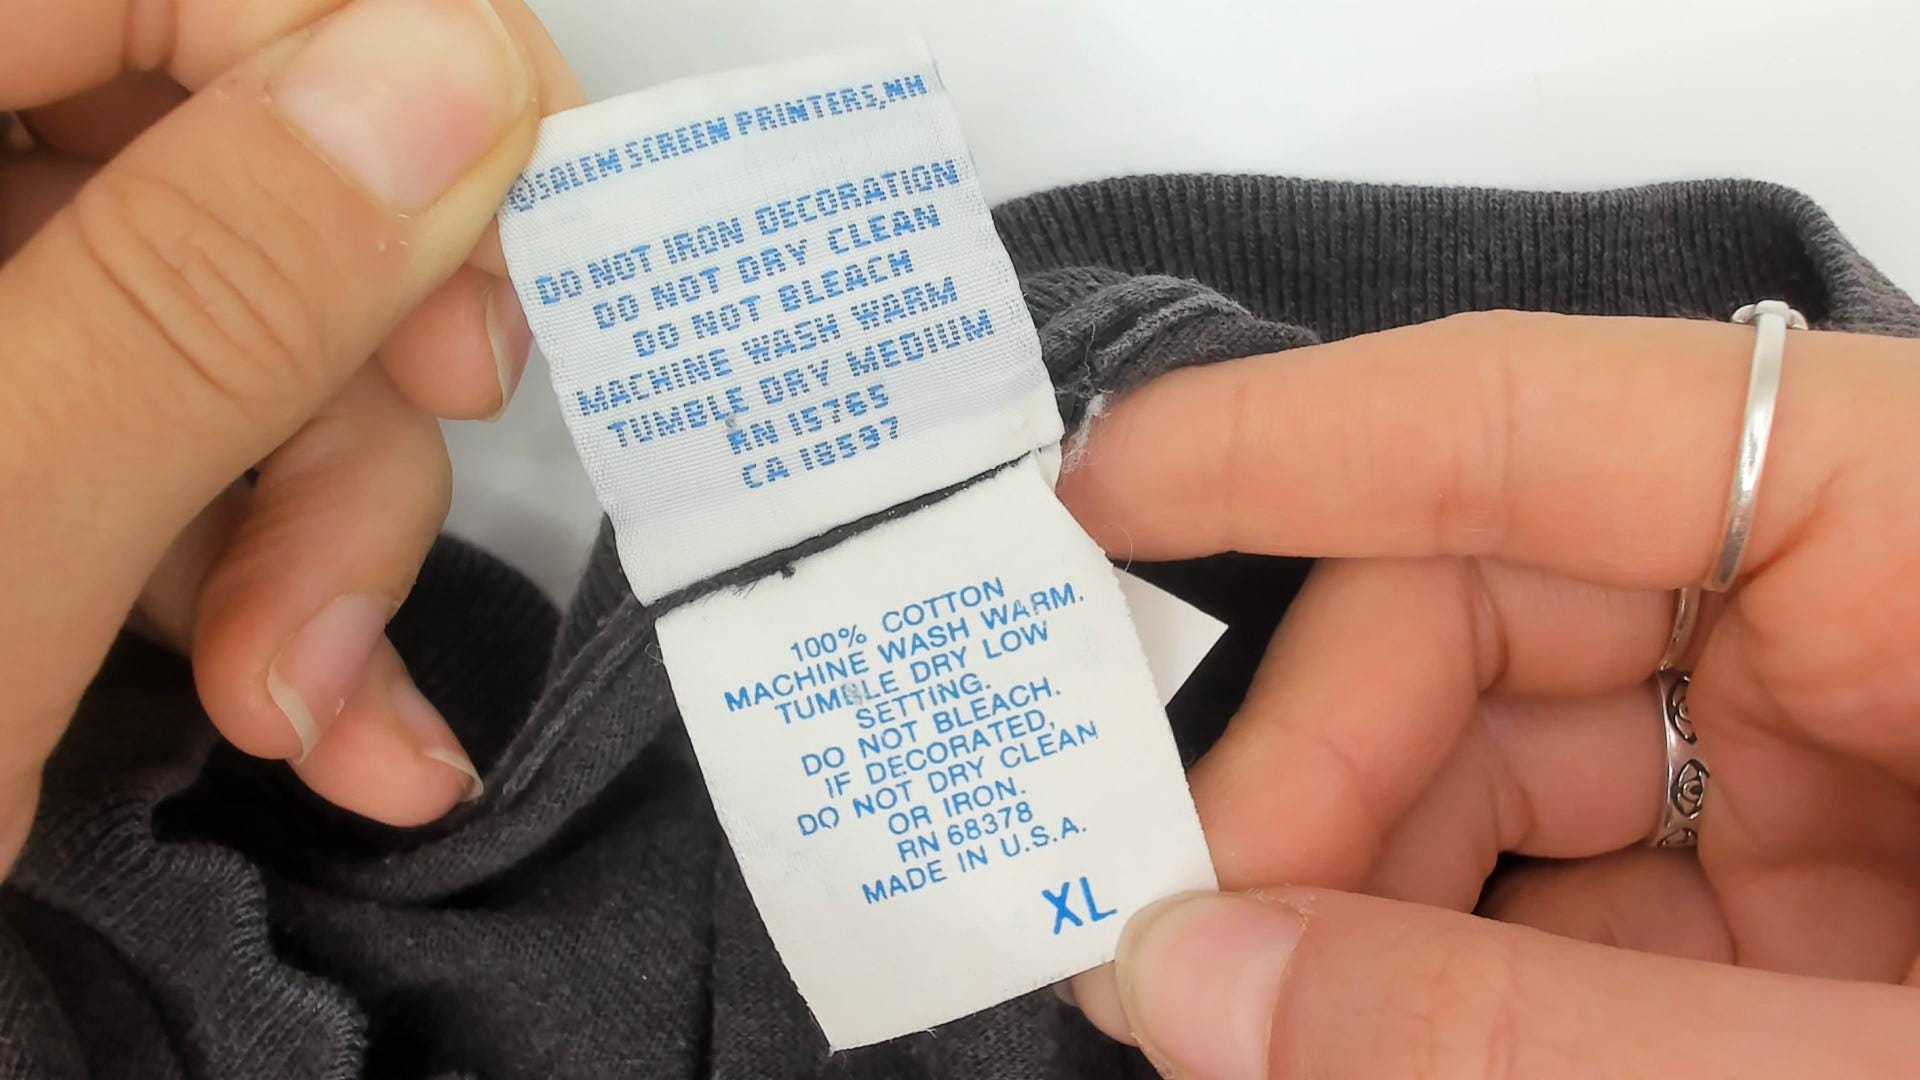 ©SALEM SCREEN PRINTERS,NH
DO NOT IRON DECORATION
DO NOT DRY CLEAN
DO NOT BLEACH
MACHINE WASH WARM
TUMBLE DRY MEDIUM
RN 15765
CA 18597
100% COTTON
MACHINE WASH WARM.
TUMBLE DRY LOW
SETTING.
DO NOT BLEACH.
IF DECORATED,
DO NOT DRY CLEAN
OR IRON.
RN 68378
MADE IN U.S.A.
XL